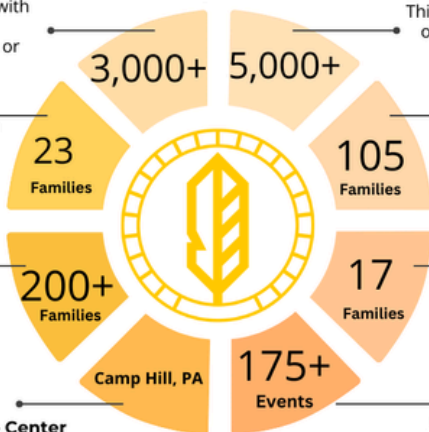 with
Thi
or
o
3,000+
5,000+
23
Families
105
Families
200+
Families
17
Families
Camp Hill, PA
175+
Events
Center